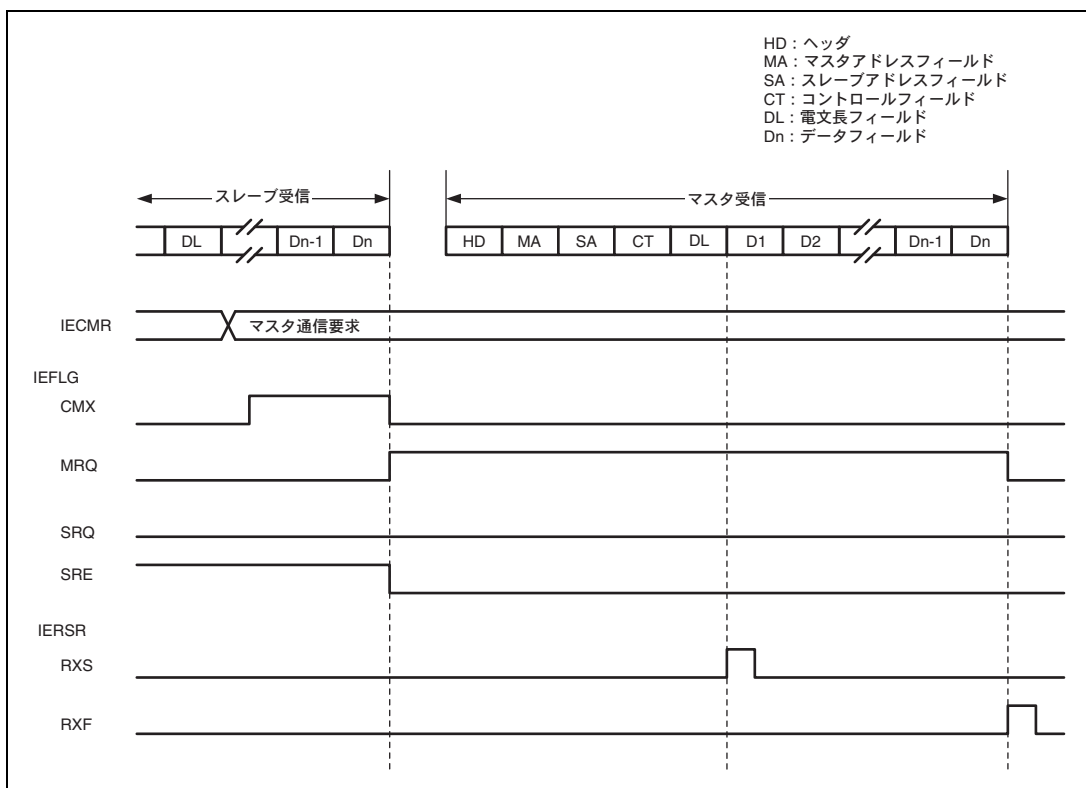 HD：ヘッダ
MA：マスタアドレスフィールド
SA：スレーブアドレスフィールド
CT：コントロールフィールド
DL：電文長フィールド
Dn：データフィールド
スレーブ受信 マスタ受信
DL Dn-1 Dn HD MA SA CT DL D1 D2 Dn-1 Dn
IECMR マスタ通信要求
IEFLG
CMX
MRQ
SRQ
SRE
IERSR
RXS
RXF